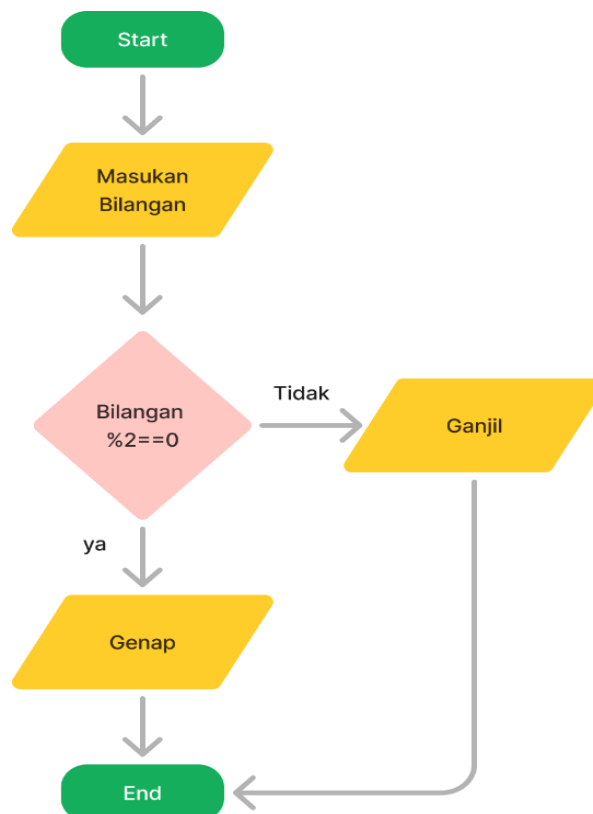 Start
Masukan
Bilangan
Bilangan
%2==0
Tidak
Ganjil
ya
Genap
End